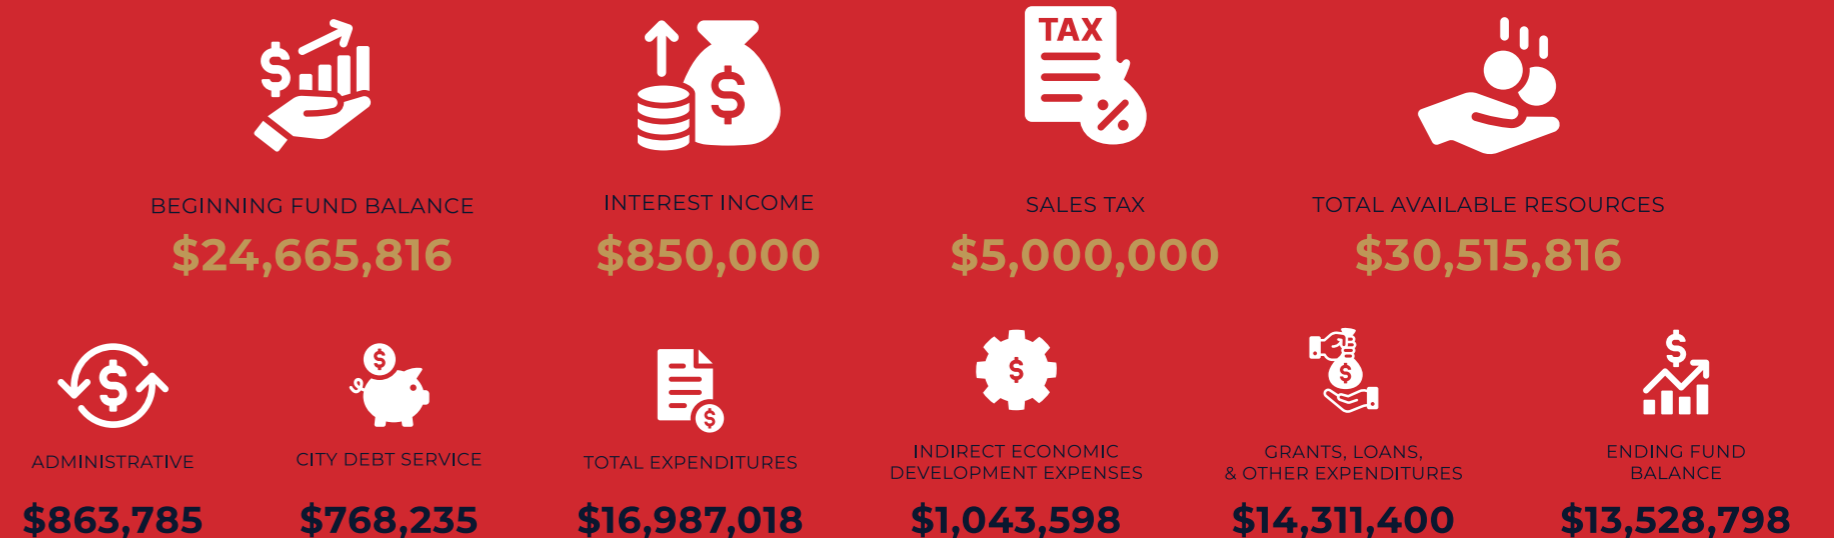 TAX
%
$
$
BEGINNING FUND BALANCE
$24,665,816
INTEREST INCOME
$850,000
SALES TAX
$5,000,000
TOTAL AVAILABLE RESOURCES
$30,515,816
$
$
$
$
$
$
ADMINISTRATIVE
$863,785
CITY DEBT SERVICE
$768,235
TOTAL EXPENDITURES
$16,987,018
INDIRECT ECONOMIC
DEVELOPMENT EXPENSES
$1,043,598
GRANTS, LOANS,
& OTHER EXPENDITURES
$14,311,400
ENDING FUND
BALANCE
$13,528,798